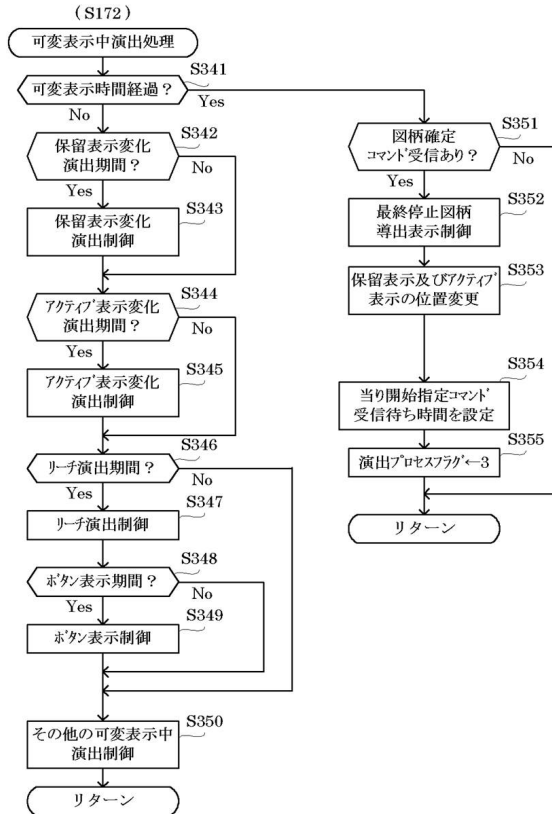 (S172)
可変表示中演出処理
S341
可変表示時間経過?
Yes
No
S342
保留表示変化
演出期間?
No
Yes
S343
保留表示変化
演出制御
S344
アクティブ表示変化
演出期間?
No
Yes
S345
アクティブ表示変化
演出制御
S346
リーチ演出期間?
No
Yes
S347
リーチ演出制御
S348
ボタン表示期間?
No
Yes
S349
ボタン表示制御
S350
その他の可変表示中
演出制御
リターン
S351
図柄確定
コマンド受信あり?
No
Yes
S352
最終停止図柄
導出表示制御
S353
保留表示及びアクティブ
表示の位置変更
S354
当り開始指定コマンド
受信待ち時間を設定
S355
演出プロセスフラグ←3
リターン